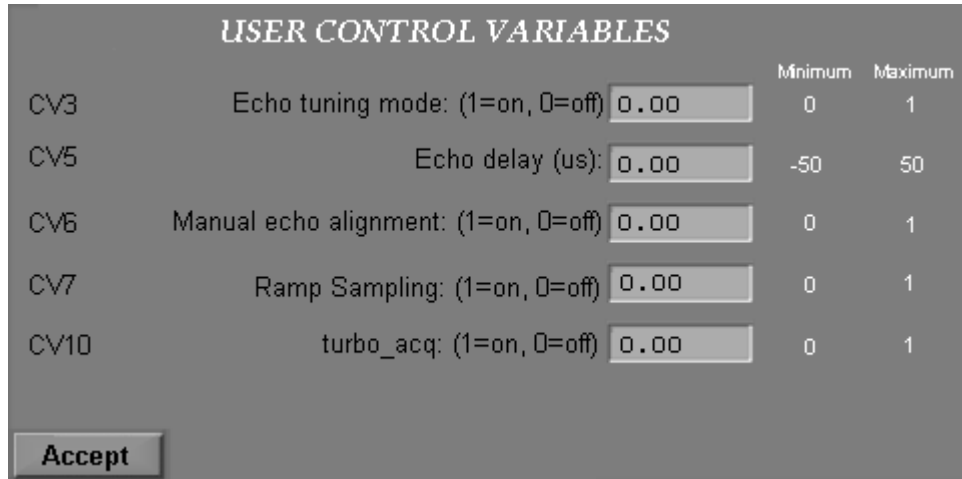 USER CONTROL VARIABLES
Minimum Maximum
CV3 Echo tuning mode: (1=on, 0=off) 0.00 0 1
CV5 Echo delay (us): 0.00 -50 50
CV6 Manual echo alignment: (1=on, 0=off) 0.00 0 1
CV7 Ramp Sampling: (1=on, 0=off) 0.00 0 1
CV10 turbo_acq: (1=on, 0=off) 0.00 0 1
Accept